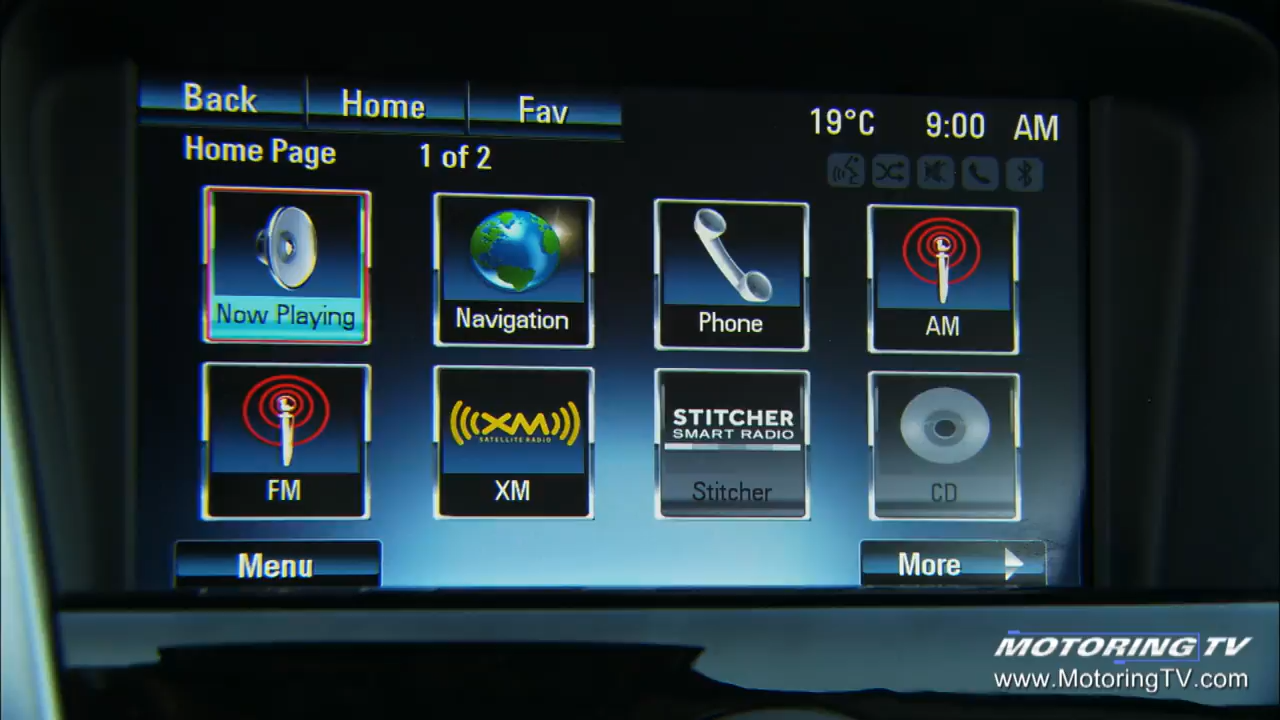 Back Home Fav
19°C 9:00 AM
Home Page 1 of 2
Now Playing
Navigation
Phone
AM
FM
XM
SATELLITE RADIO
XM
STITCHER
SMART RADIO
Stitcher
CD
Menu
More
MOTORING TV
www.MotoringTV.com